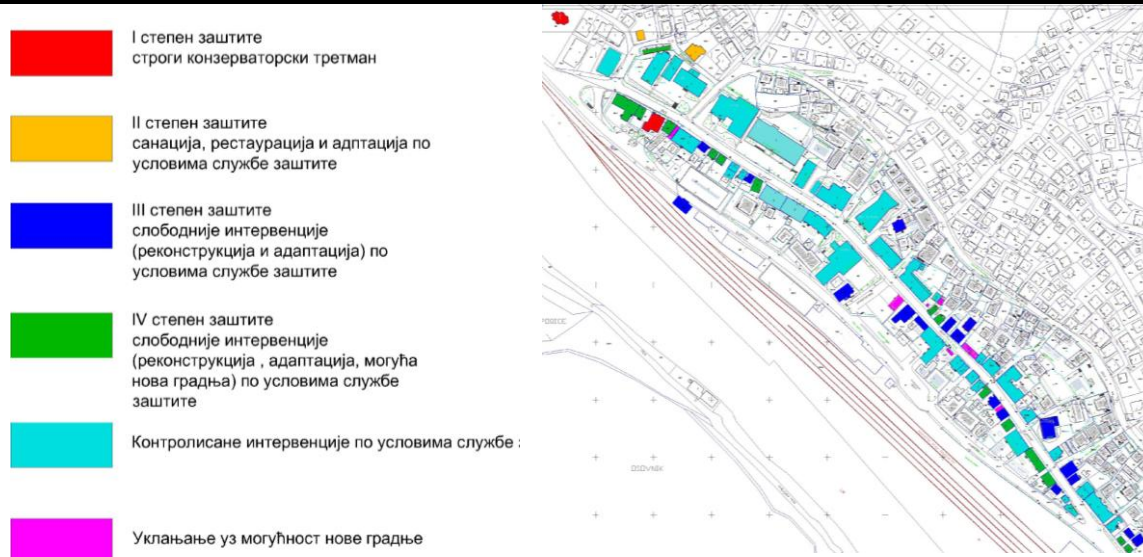 I степен заштите
строги конзерваторски третман
II степен заштите
санација, рестаурација и адптација по
условима службе заштите
III степен заштите
слободније интервенције
(реконструкција и адаптација) по
условима службе заштите
IV степен заштите
слободније интервенције
(реконструкција , адаптација, могућа
нова градња) по условима службе
заштите
Контролисане интервенције по условима службе :
Уклањање уз могућност нове градње
POSECE
OSOVNIK